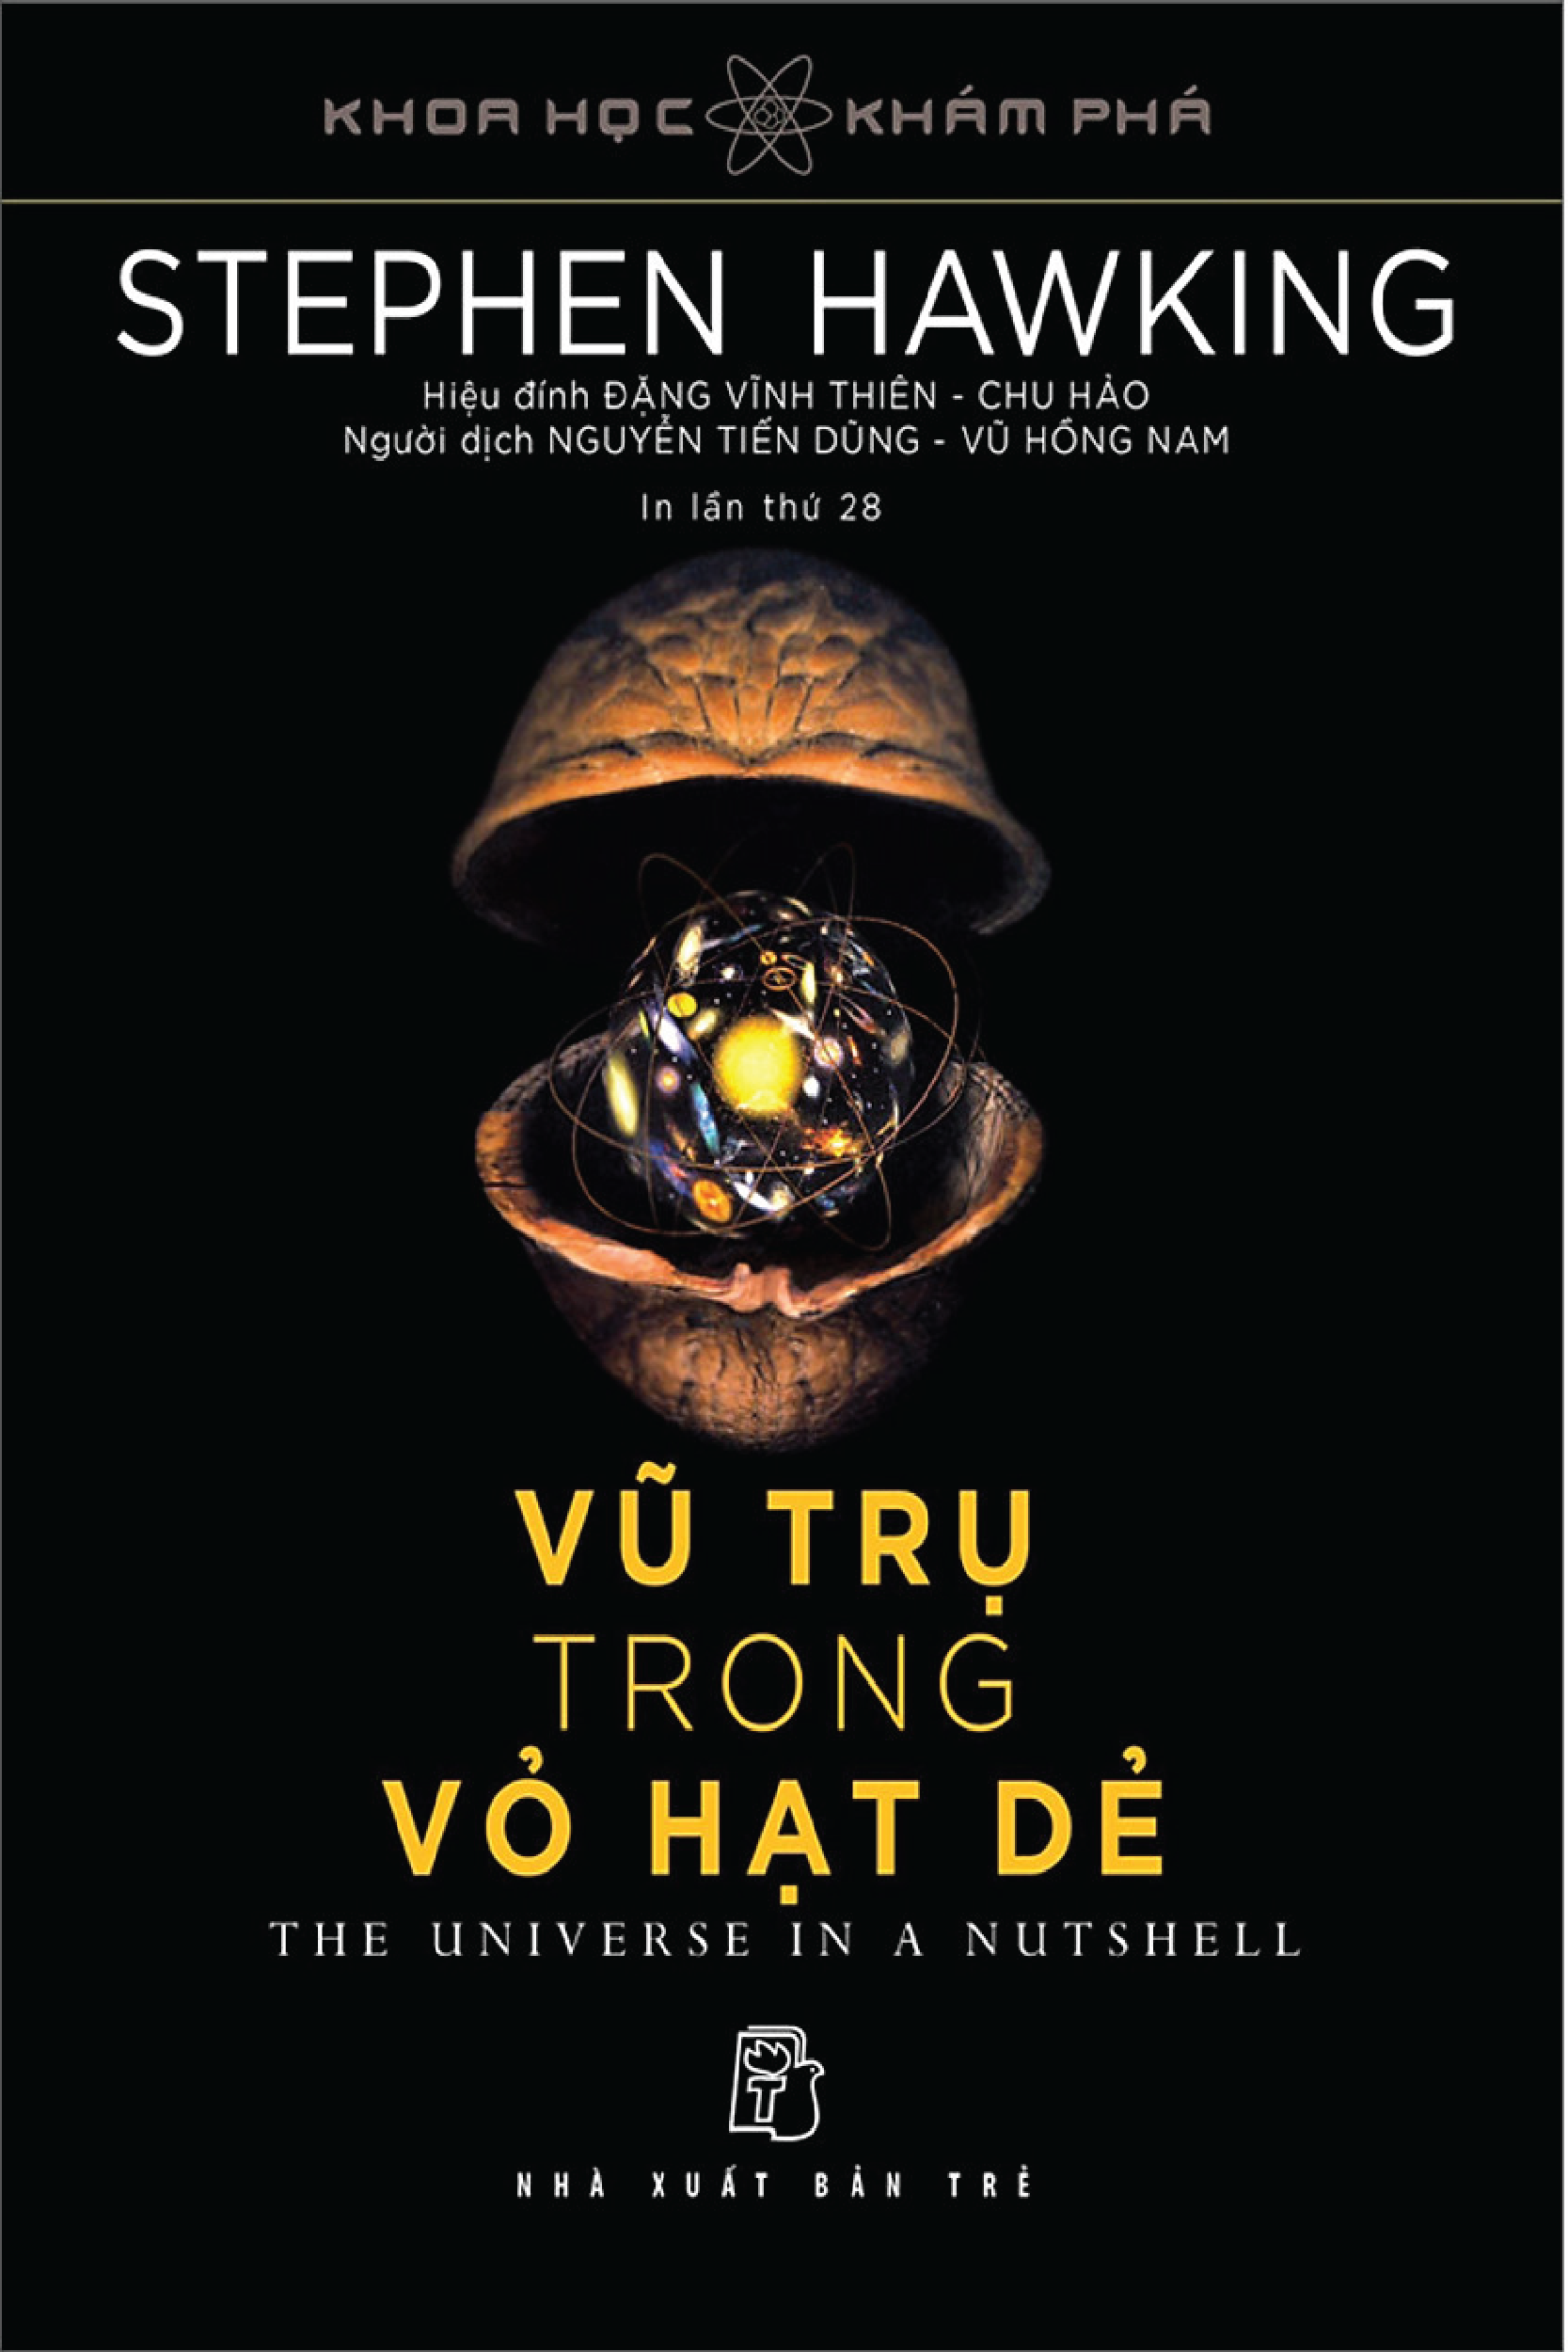 KHOA HỌC KHÁM PHÁ
STEPHEN HAWKING
Hiệu đính ĐẶNG VĨNH THIÊN - CHU HẢO
Người dịch NGUYỄN TIẾN DŨNG - VŨ HỒNG NAM
In lần thứ 28
VŨ TRỤ
TRONG
VỎ HẠT DẺ
THE UNIVERSE IN A NUTSHELL
T
NHÀ XUẤT BẢN TRẺ